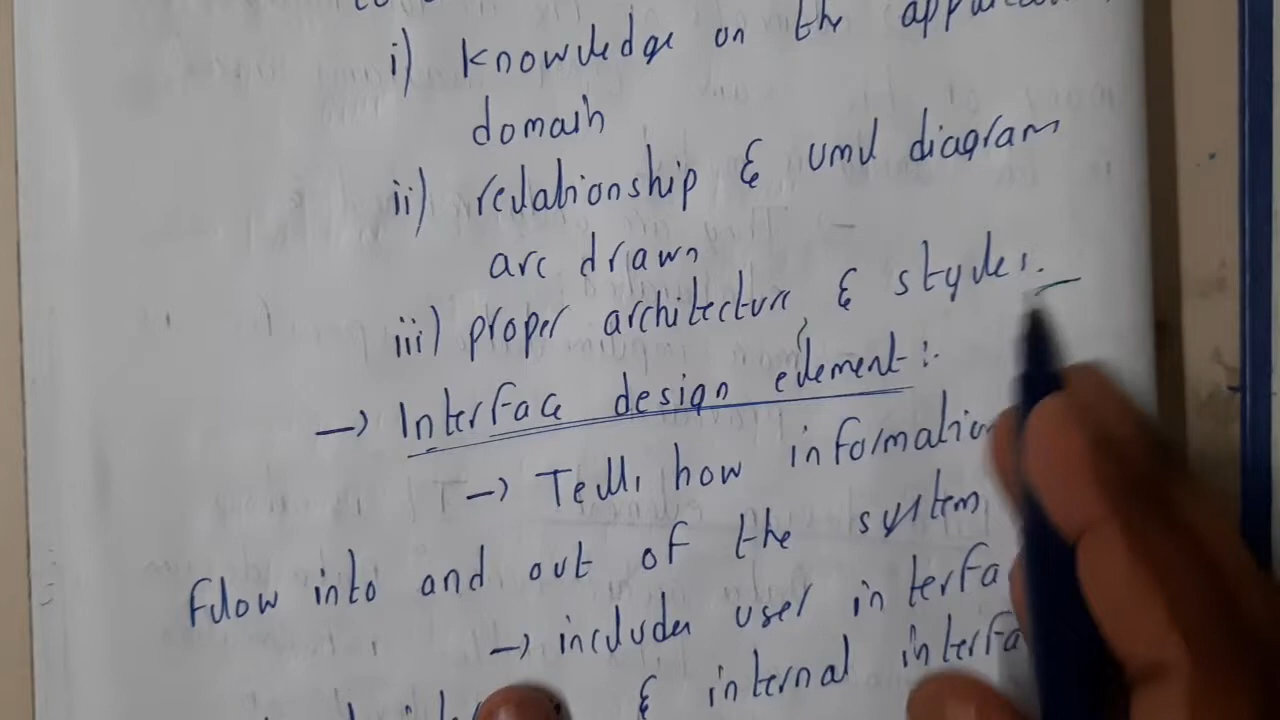 i) knowledge on the
domain
ii) relationship & uml diagram
are drawn
iii) proper architecture & styles.
→ Interface design element :-
→ Tells how information
flow into and out of the system
→ includes user interfa
& internal interfa